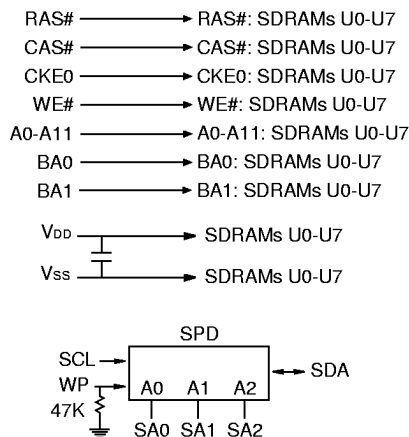 RAS# RAS#: SDRAMs U0-U7
CAS# CAS#: SDRAMs U0-U7
CKE0 CKE0: SDRAMs U0-U7
WE# WE#: SDRAMs U0-U7
A0-A11 A0-A11: SDRAMs U0-U7
BA0 BA0: SDRAMs U0-U7
BA1 BA1: SDRAMs U0-U7
VDD SDRAMs U0-U7
VSS SDRAMs U0-U7
SPD
SCL
SDA
WP A0 A1 A2
47K
SA0 SA1 SA2